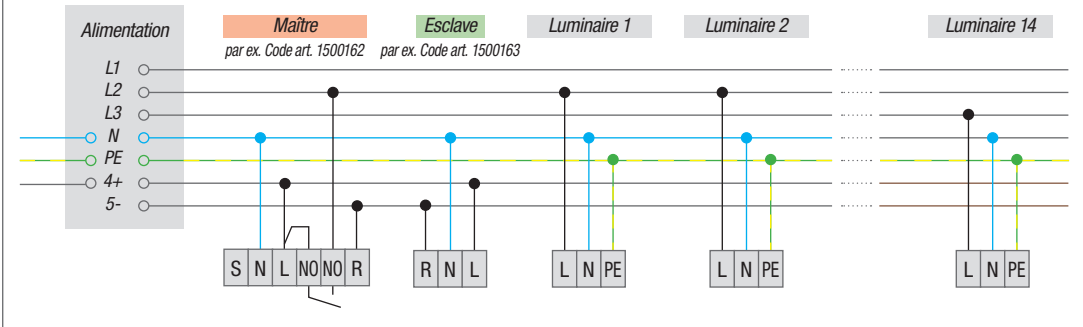 Alimentation
Maître
Esclave
Luminaire 1
Luminaire 2
Luminaire 14
par ex. Code art. 1500162
par ex. Code art. 1500163
L1
L2
L3
N
PE
4+
5-
S N L NO NO R
R N L
L N PE
L N PE
L N PE